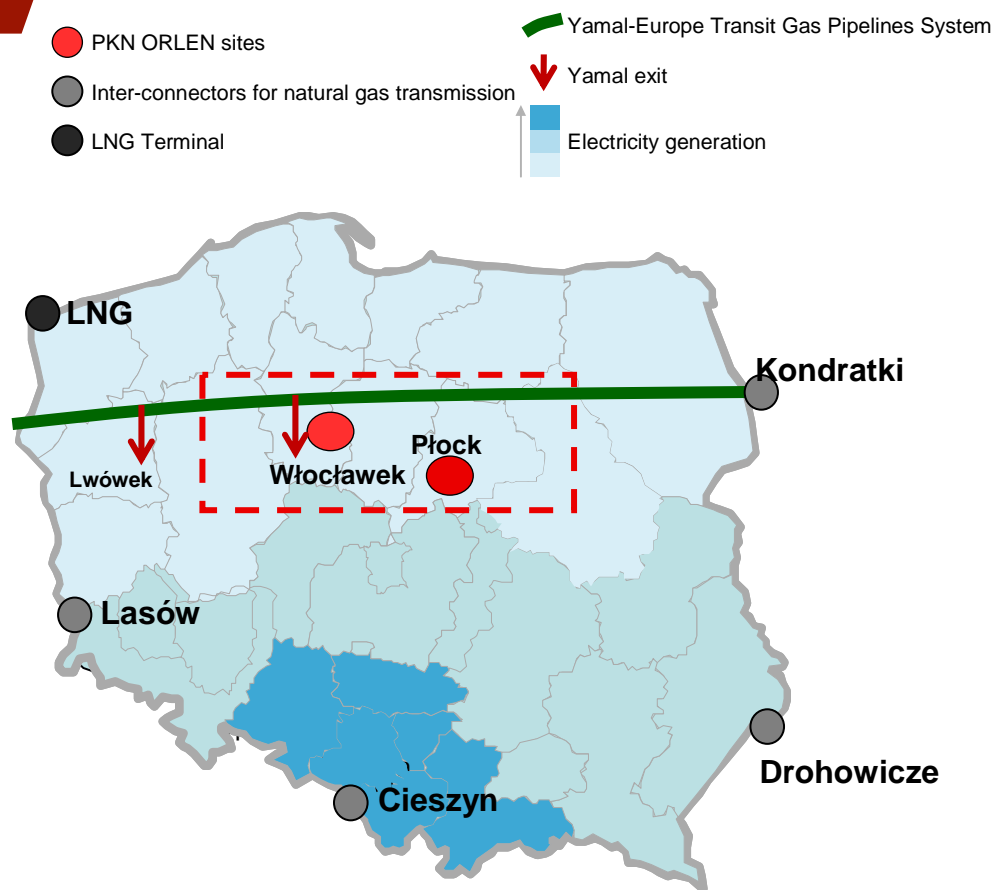 PKN ORLEN sites
Inter-connectors for natural gas transmission
LNG Terminal
Yamal-Europe Transit Gas Pipelines System
Yamal exit
Electricity generation
LNG
Kondratki
Płock
Włocławek
Lwówek
Lasów
Drohowicze
Cieszyn